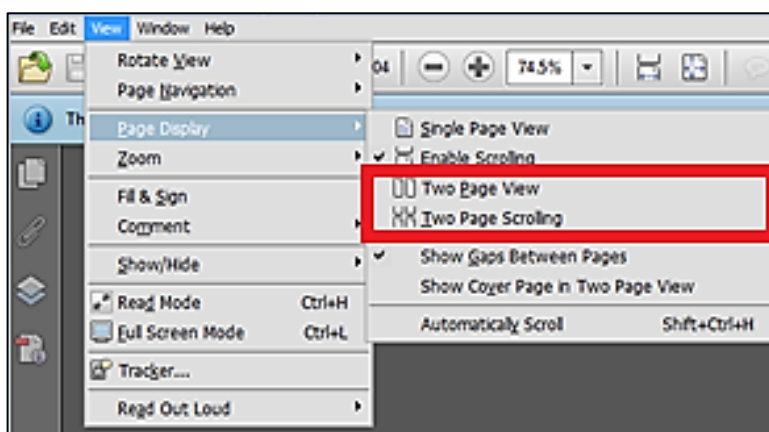 File Edit View Window Help
04 74.5%
Th
Rotate View
Page Navigation
Page Display
Zoom
Fill & Sign
Comment
Show/Hide
Read Mode Ctrl+H
Full Screen Mode Ctrl+L
Tracker...
Read Out Loud
Single Page View
Enable Scrolling
Two Page View
Two Page Scrolling
Show Gaps Between Pages
Show Cover Page in Two Page View
Automatically Scroll Shift+Ctrl+H